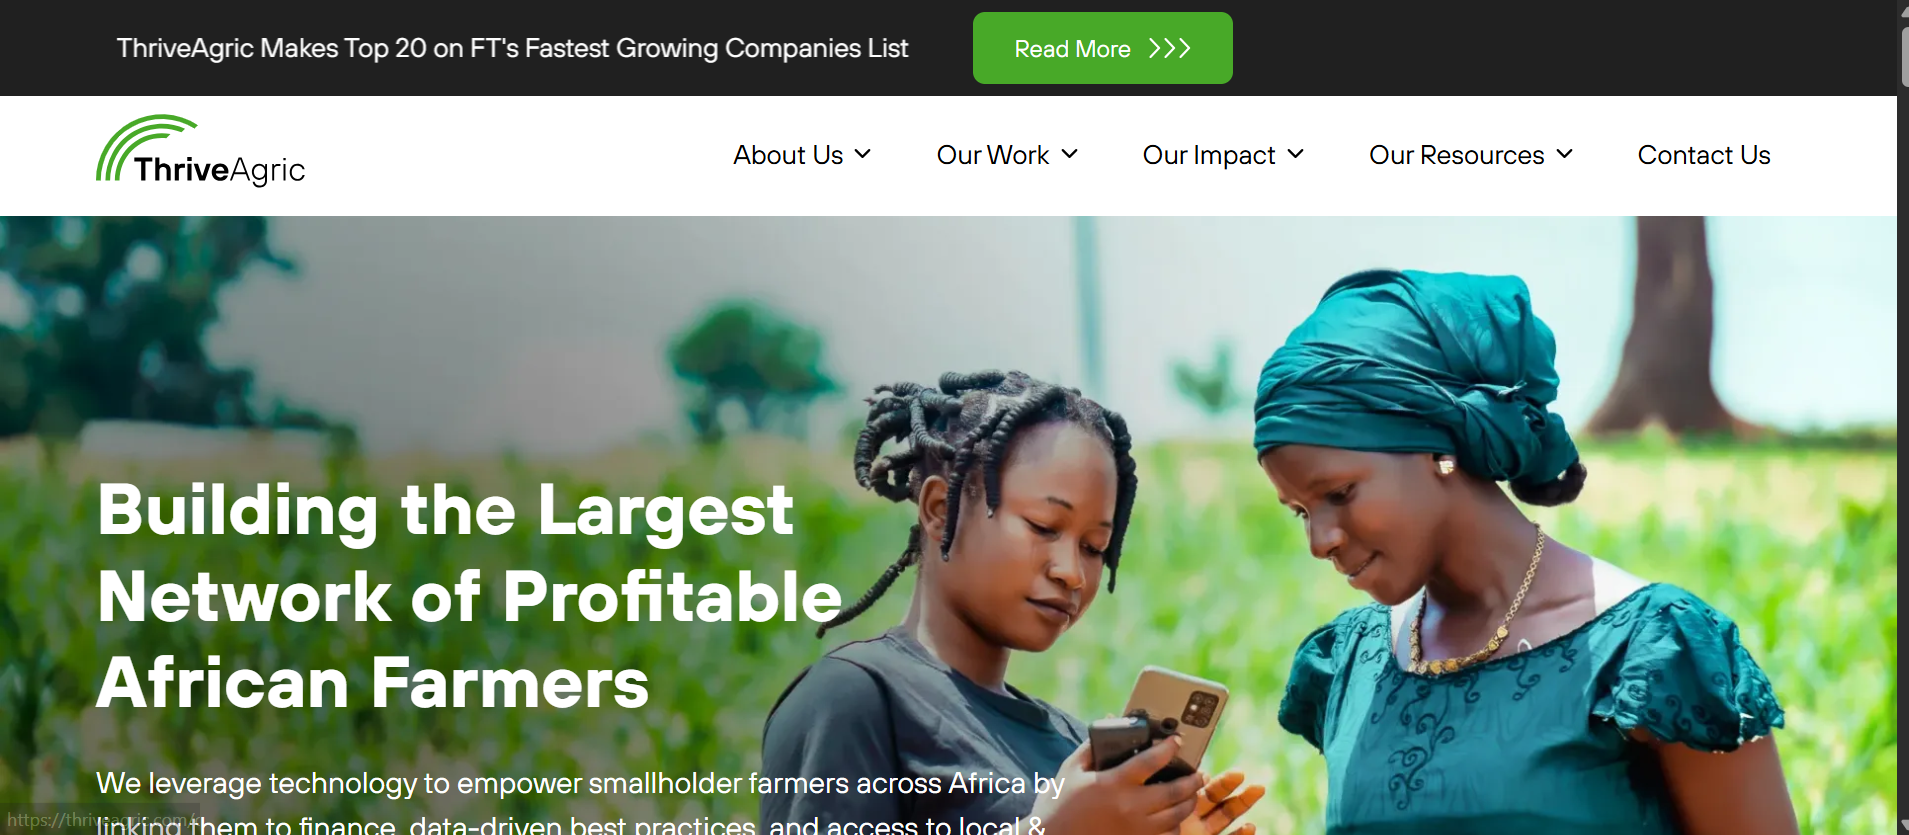 ThriveAgric Makes Top 20 on FT's Fastest Growing Companies List
Read More
ThriveAgric
About Us
Our Work
Our Impact
Our Resources
Contact Us
Building the Largest
Network of Profitable
African Farmers
We leverage technology to empower smallholder farmers across Africa by
linking them to finance, data-driven best practices, and access to local &
https://thriveagric.com/